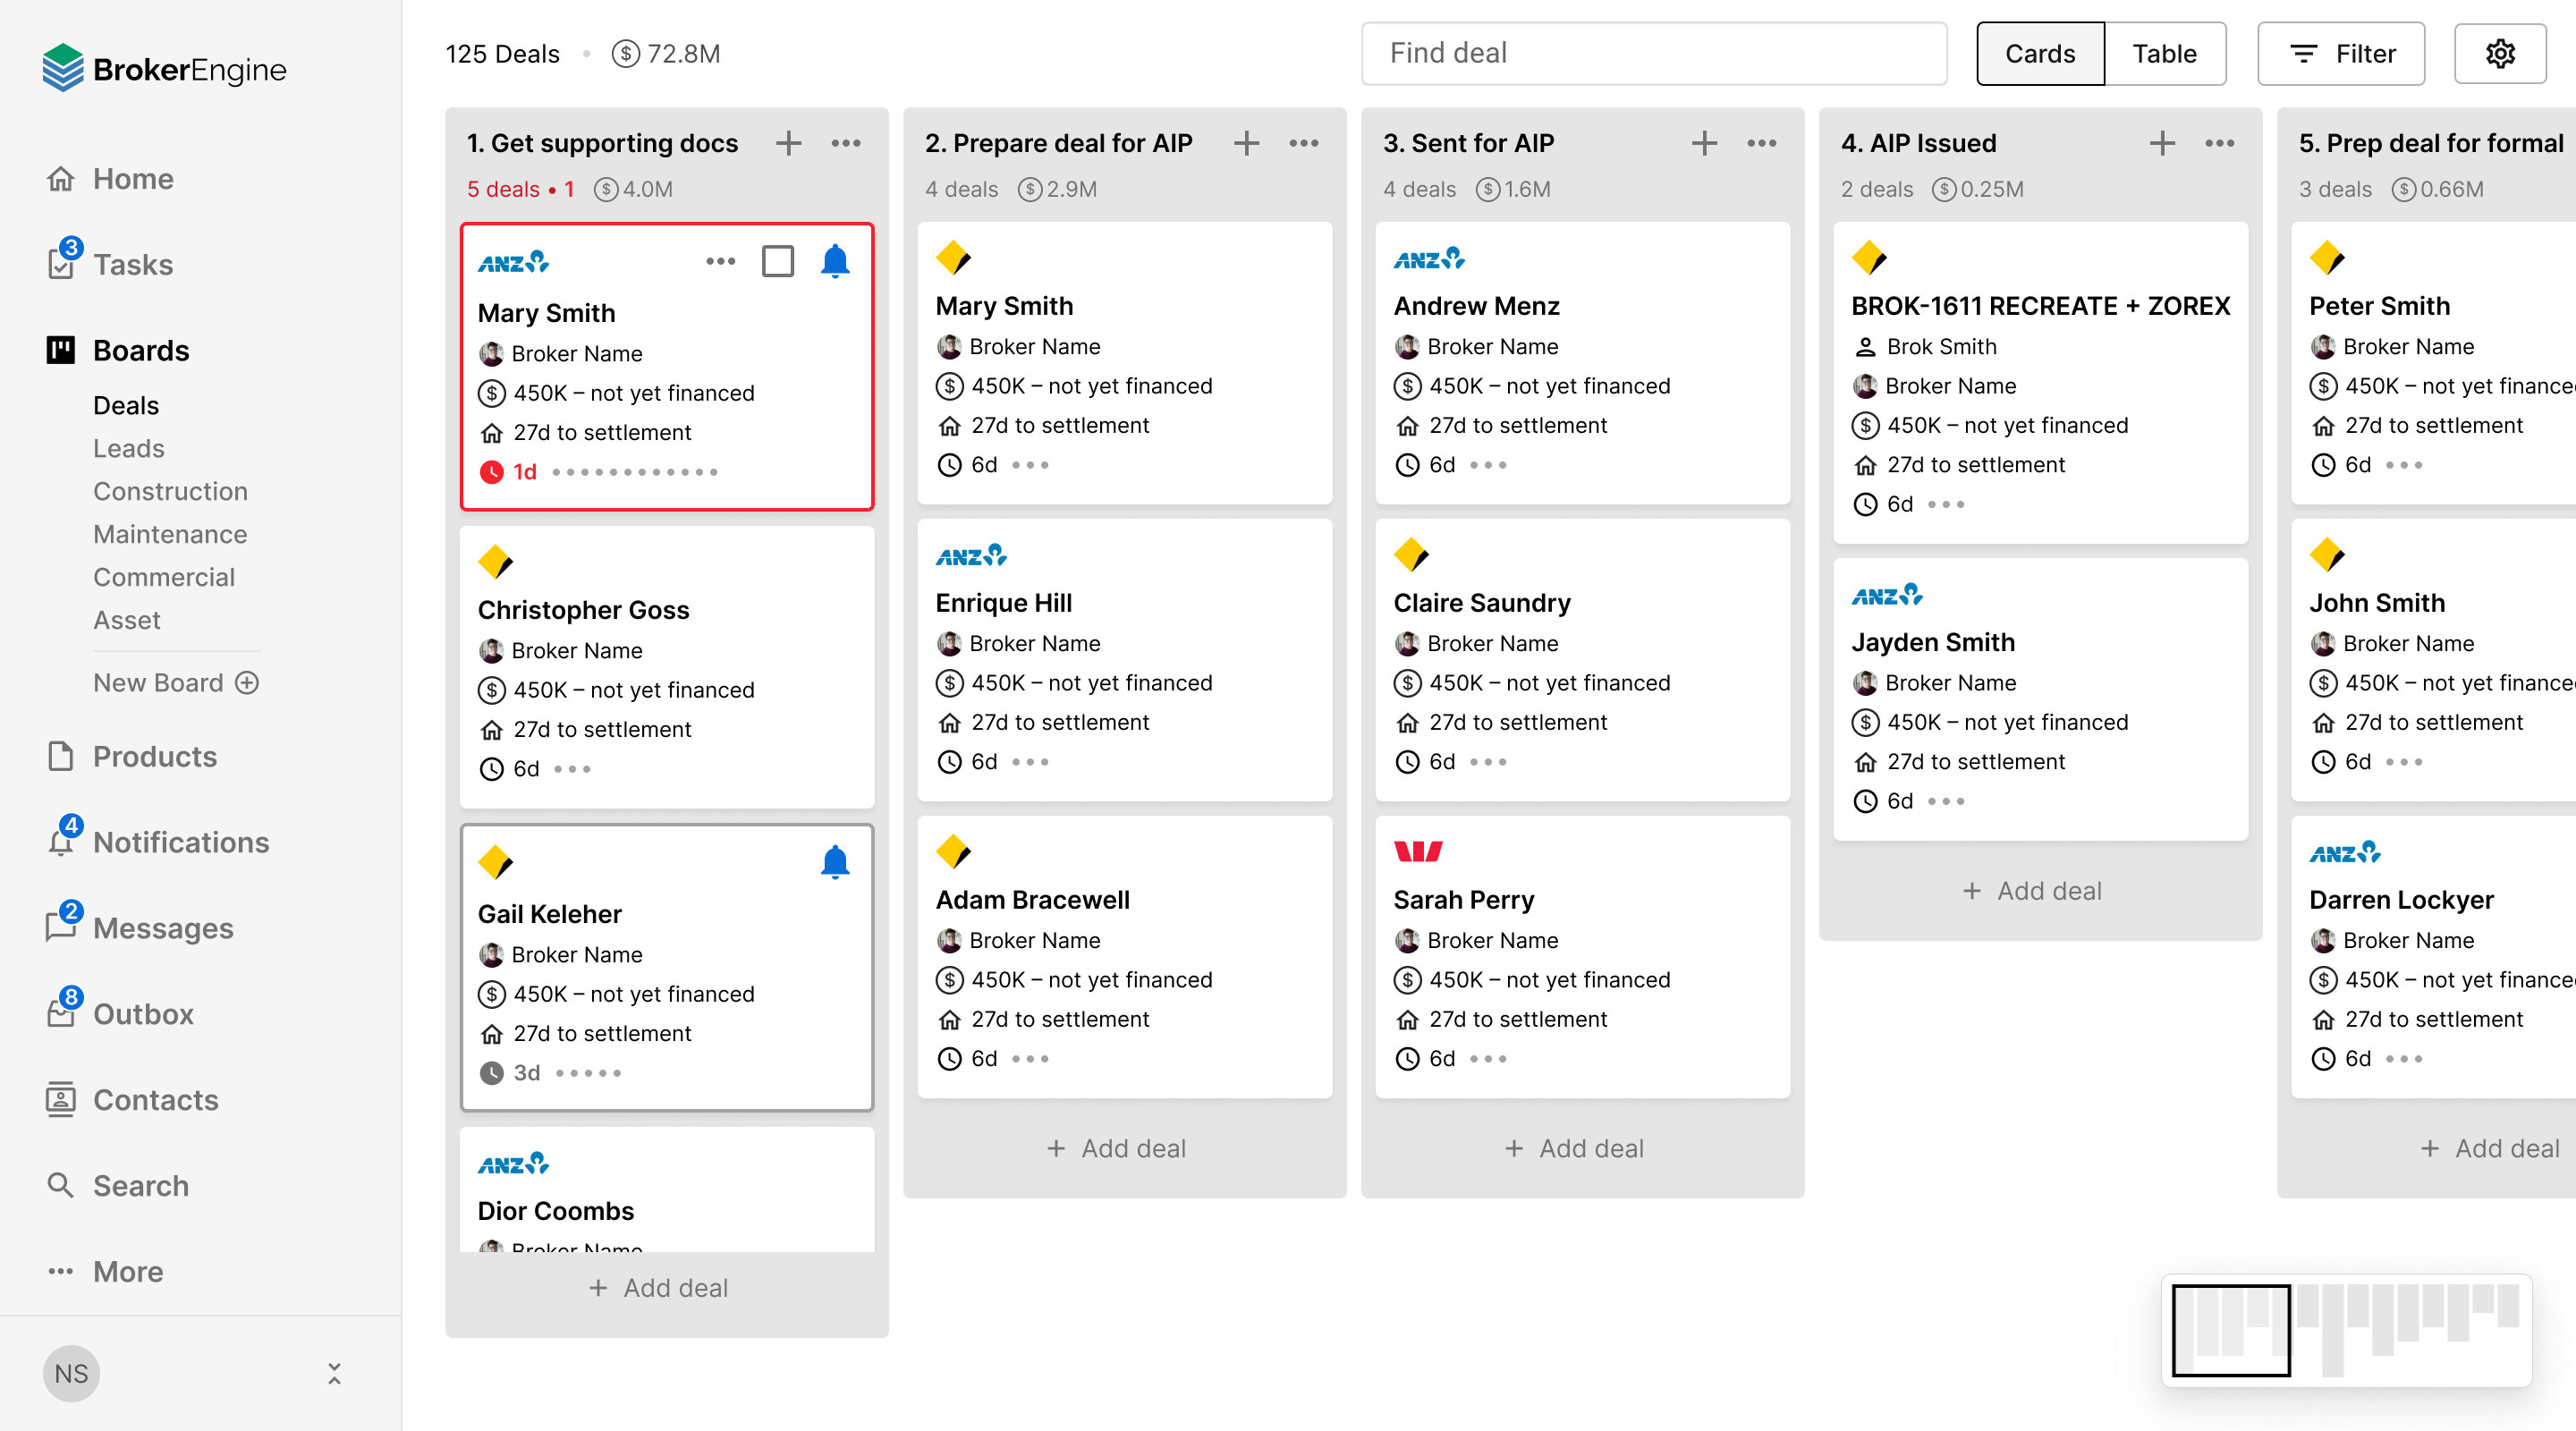 BrokerEngine
Home
3
Tasks
Boards
Deals
Leads
Construction
Maintenance
Commercial
Asset
New Board
Products
4
Notifications
2
Messages
8
Outbox
Contacts
Search
More
NS
125 Deals • $ 72.8M
Find deal
Cards
Table
Filter
1. Get supporting docs
5 deals • 1 $ 4.0M
ANZ
Mary Smith
Broker Name
$ 450K – not yet financed
27d to settlement
1d
Christopher Goss
Broker Name
$ 450K – not yet financed
27d to settlement
6d
Gail Keleher
Broker Name
$ 450K – not yet financed
27d to settlement
3d
ANZ
Dior Coombs
Broker Name
+ Add deal
2. Prepare deal for AIP
4 deals $ 2.9M
Mary Smith
Broker Name
$ 450K – not yet financed
27d to settlement
6d
ANZ
Enrique Hill
Broker Name
$ 450K – not yet financed
27d to settlement
6d
Adam Bracewell
Broker Name
$ 450K – not yet financed
27d to settlement
6d
+ Add deal
3. Sent for AIP
4 deals $ 1.6M
ANZ
Andrew Menz
Broker Name
$ 450K – not yet financed
27d to settlement
6d
Claire Saundry
Broker Name
$ 450K – not yet financed
27d to settlement
6d
Sarah Perry
Broker Name
$ 450K – not yet financed
27d to settlement
6d
+ Add deal
4. AIP Issued
2 deals $ 0.25M
BROK-1611 RECREATE + ZOREX
Brok Smith
Broker Name
$ 450K – not yet financed
27d to settlement
6d
ANZ
Jayden Smith
Broker Name
$ 450K – not yet financed
27d to settlement
6d
+ Add deal
5. Prep deal for formal
3 deals $ 0.66M
Peter Smith
Broker Name
$ 450K – not yet finance
27d to settlement
6d
John Smith
Broker Name
$ 450K – not yet finance
27d to settlement
6d
ANZ
Darren Lockyer
Broker Name
$ 450K – not yet finance
27d to settlement
6d
+ Add deal